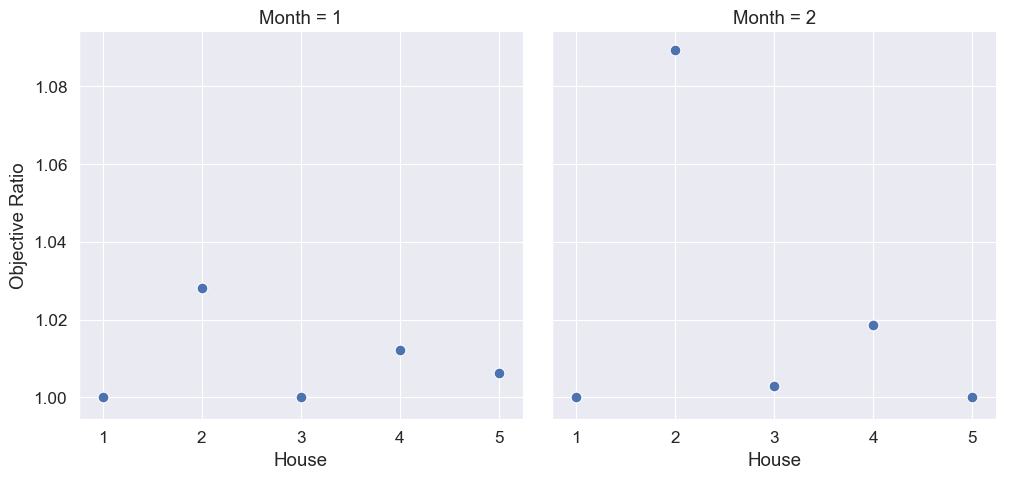 Month = 1
Month = 2
Objective Ratio
1.08
1.06
1.04
1.02
1.00
1 2 3 4 5
1 2 3 4 5
House
House